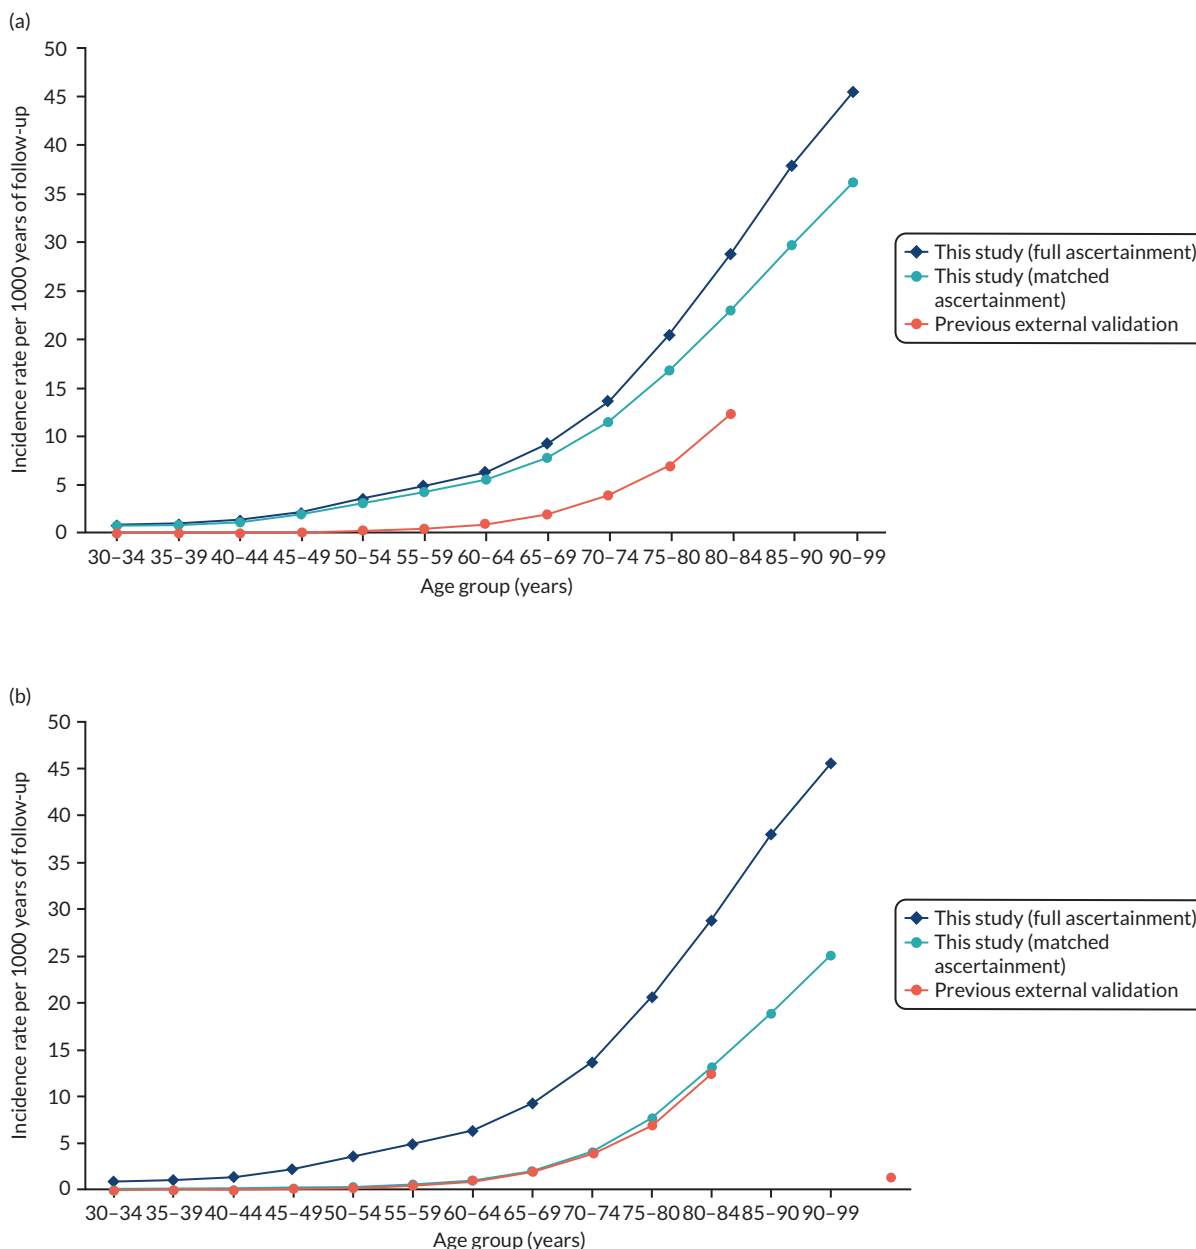 (a)
50
45
40
35
30
25
20
15
10
5
0
Incidence rate per 1000 years of follow-up
30–34 35–39 40–44 45–49 50–54 55–59 60–64 65–69 70–74 75–80 80–84 85–90 90–99
Age group (years)
This study (full ascertainment)
This study (matched
ascertainment)
Previous external validation
(b)
50
45
40
35
30
25
20
15
10
5
0
Incidence rate per 1000 years of follow-up
30–34 35–39 40–44 45–49 50–54 55–59 60–64 65–69 70–74 75–80 80–84 85–90 90–99
Age group (years)
This study (full ascertainment)
This study (matched
ascertainment)
Previous external validation